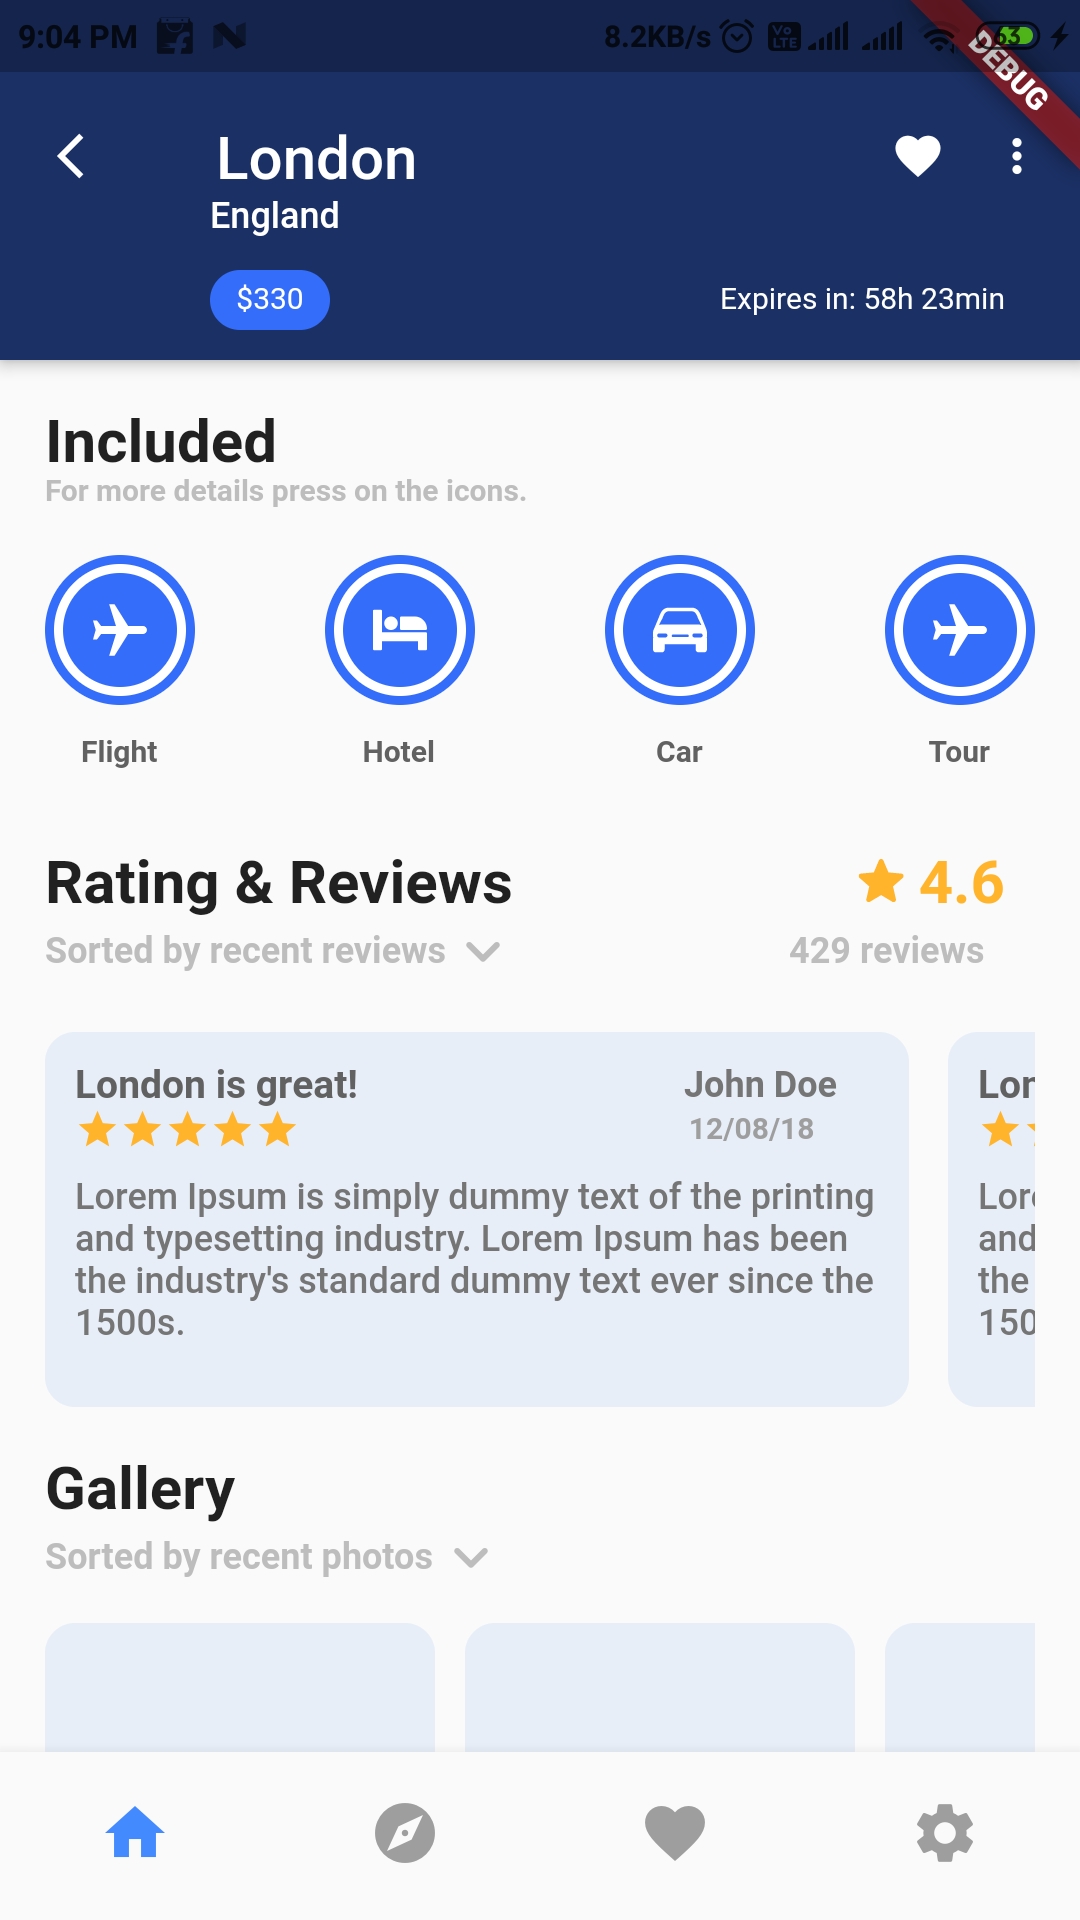 9:04 PM 8.2KB/s Vo LTE 63
DEBUG
London
England
$330 Expires in: 58h 23min
Included
For more details press on the icons.
Flight Hotel Car Tour
Rating & Reviews 4.6
Sorted by recent reviews 429 reviews
London is great! John Doe
12/08/18
Lorem Ipsum is simply dummy text of the printing
and typesetting industry. Lorem Ipsum has been
the industry's standard dummy text ever since the
1500s.
Lon
Lore
and
the
150
Gallery
Sorted by recent photos